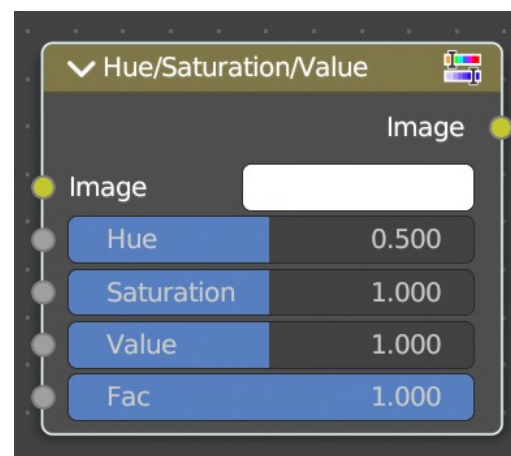 Hue/Saturation/Value
Image
Image
Hue 0.500
Saturation 1.000
Value 1.000
Fac 1.000